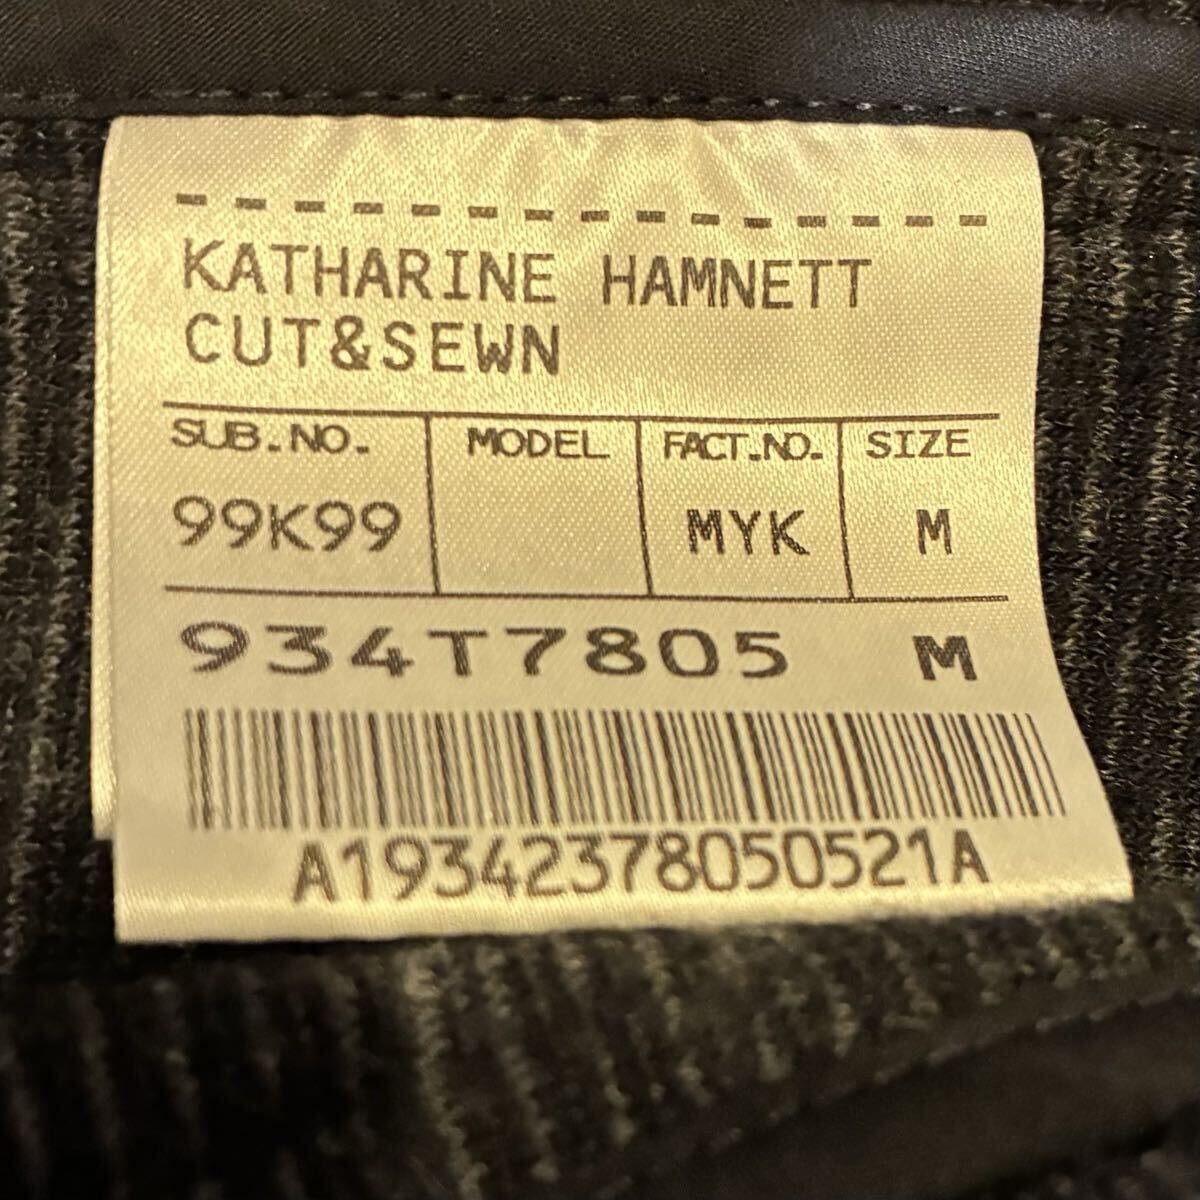 KATHARINE HAMNETT
CUT&SEWN
SUB.NO. MODEL FACT.NO. SIZE
99K99 MYK M
934T7805 M
A19342378050521A